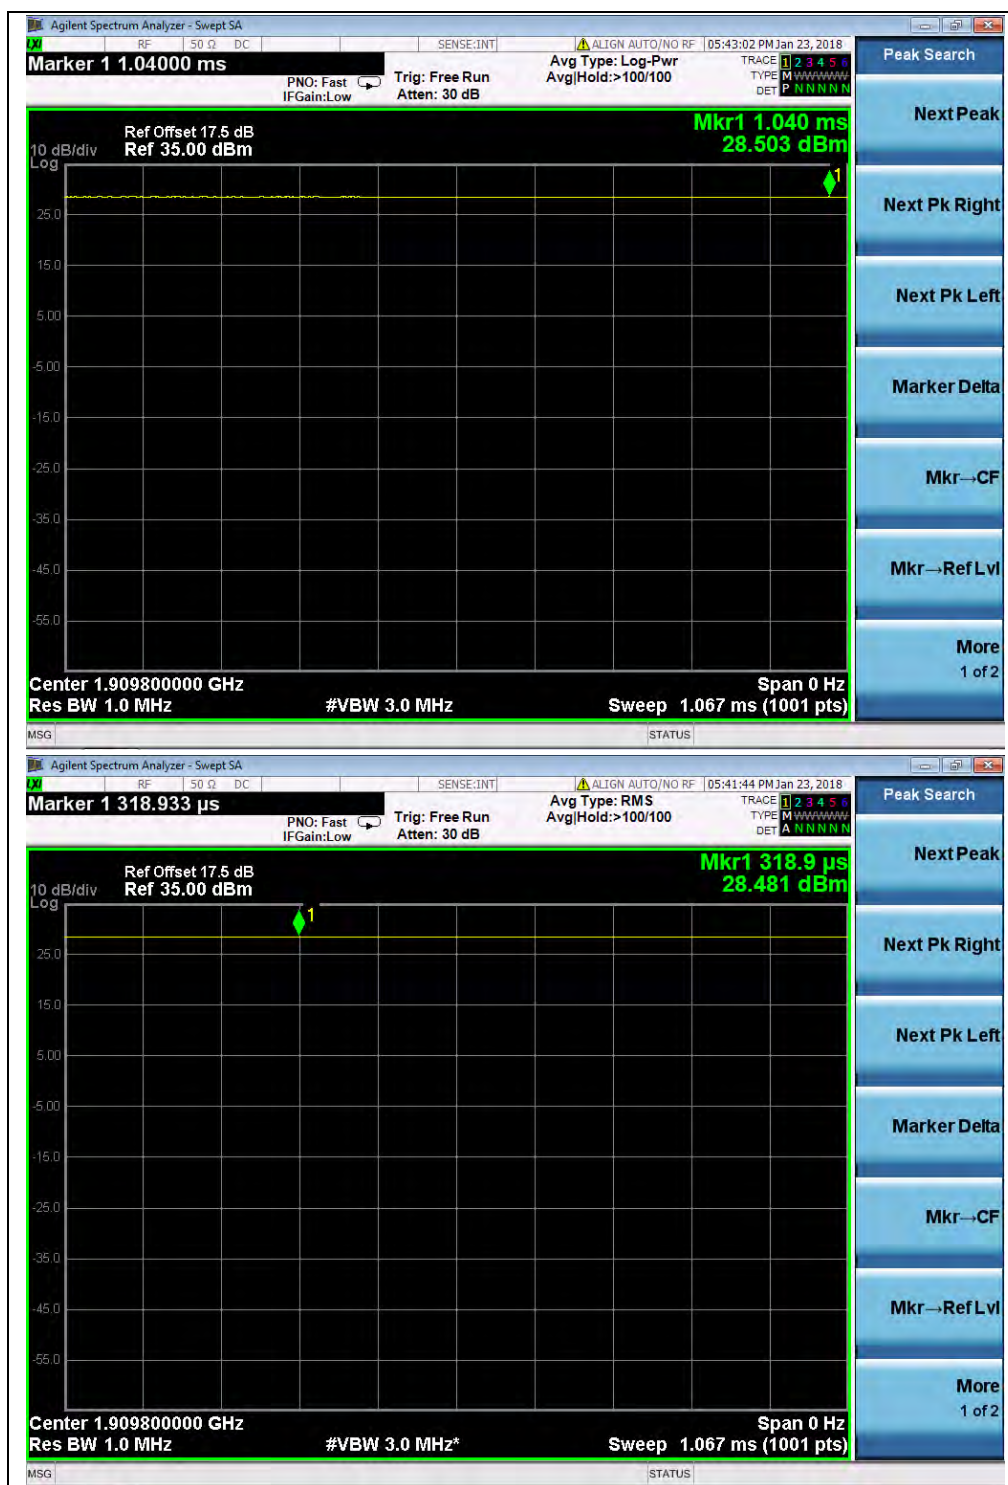 Agilent Spectrum Analyzer - Swept SA
LXI RF 50 Ω DC SENSE:INT ALIGN AUTO/NO RF 05:43:02 PM Jan 23, 2018
Marker 1 1.04000 ms
PNO: Fast
IFGain:Low
Trig: Free Run
Atten: 30 dB
Avg Type: Log-Pwr
Avg|Hold:>100/100
TRACE 1 2 3 4 5 6
TYPE M WWWWW
DET P N N N N N
Peak Search
Mkr1 1.040 ms
28.503 dBm
Ref Offset 17.5 dB
10 dB/div Ref 35.00 dBm
Log
1
25.0
15.0
5.00
-5.00
-15.0
-25.0
-35.0
-45.0
-55.0
Center 1.909800000 GHz
Span 0 Hz
Res BW 1.0 MHz
#VBW 3.0 MHz
Sweep 1.067 ms (1001 pts)
MSG
STATUS
Next Peak
Next Pk Right
Next Pk Left
Marker Delta
Mkr→CF
Mkr→Ref Lvl
More
1 of 2
Agilent Spectrum Analyzer - Swept SA
LXI RF 50 Ω DC SENSE:INT ALIGN AUTO/NO RF 05:41:44 PM Jan 23, 2018
Marker 1 318.933 µs
PNO: Fast
IFGain:Low
Trig: Free Run
Atten: 30 dB
Avg Type: RMS
Avg|Hold:>100/100
TRACE 1 2 3 4 5 6
TYPE M WWWWW
DET A N N N N N
Peak Search
Mkr1 318.9 µs
28.481 dBm
Ref Offset 17.5 dB
10 dB/div Ref 35.00 dBm
Log
1
25.0
15.0
5.00
-5.00
-15.0
-25.0
-35.0
-45.0
-55.0
Center 1.909800000 GHz
Span 0 Hz
Res BW 1.0 MHz
#VBW 3.0 MHz*
Sweep 1.067 ms (1001 pts)
MSG
STATUS
Next Peak
Next Pk Right
Next Pk Left
Marker Delta
Mkr→CF
Mkr→Ref Lvl
More
1 of 2